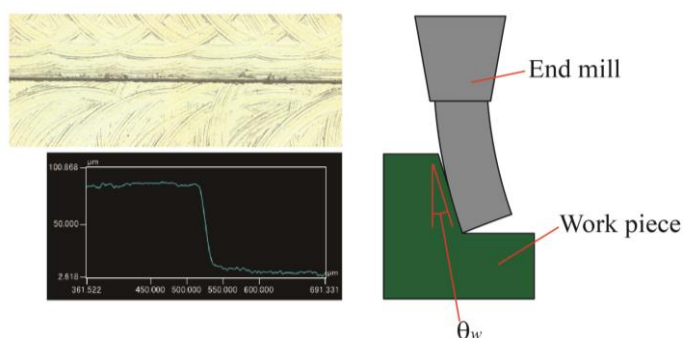 End mill
Work piece
θw
100.868 μm
50.000
2.618 μm
361.522 450.000 500.000 550.000 600.000 691.331